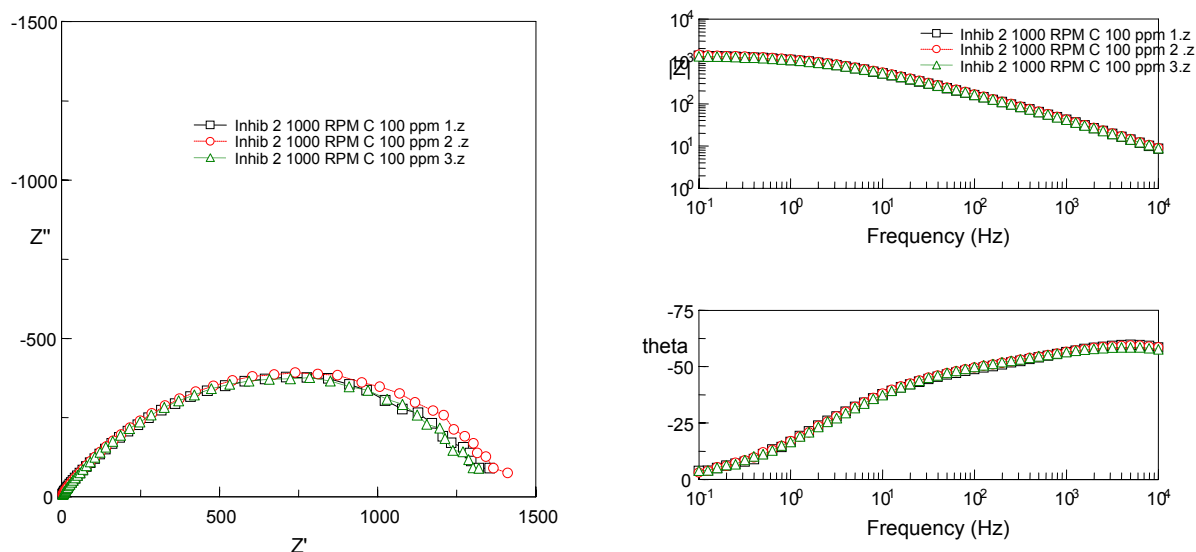 -1500
-1000
-500
0
Z''
Inhib 2 1000 RPM C 100 ppm 1.z
Inhib 2 1000 RPM C 100 ppm 2 .z
Inhib 2 1000 RPM C 100 ppm 3.z
0 500 1000 1500
Z'
10^4
10^3
10^2
10^1
10^0
|Z|
Inhib 2 1000 RPM C 100 ppm 1.z
Inhib 2 1000 RPM C 100 ppm 2 .z
Inhib 2 1000 RPM C 100 ppm 3.z
10^-1 10^0 10^1 10^2 10^3 10^4
Frequency (Hz)
-75
-50
-25
0
theta
10^-1 10^0 10^1 10^2 10^3 10^4
Frequency (Hz)